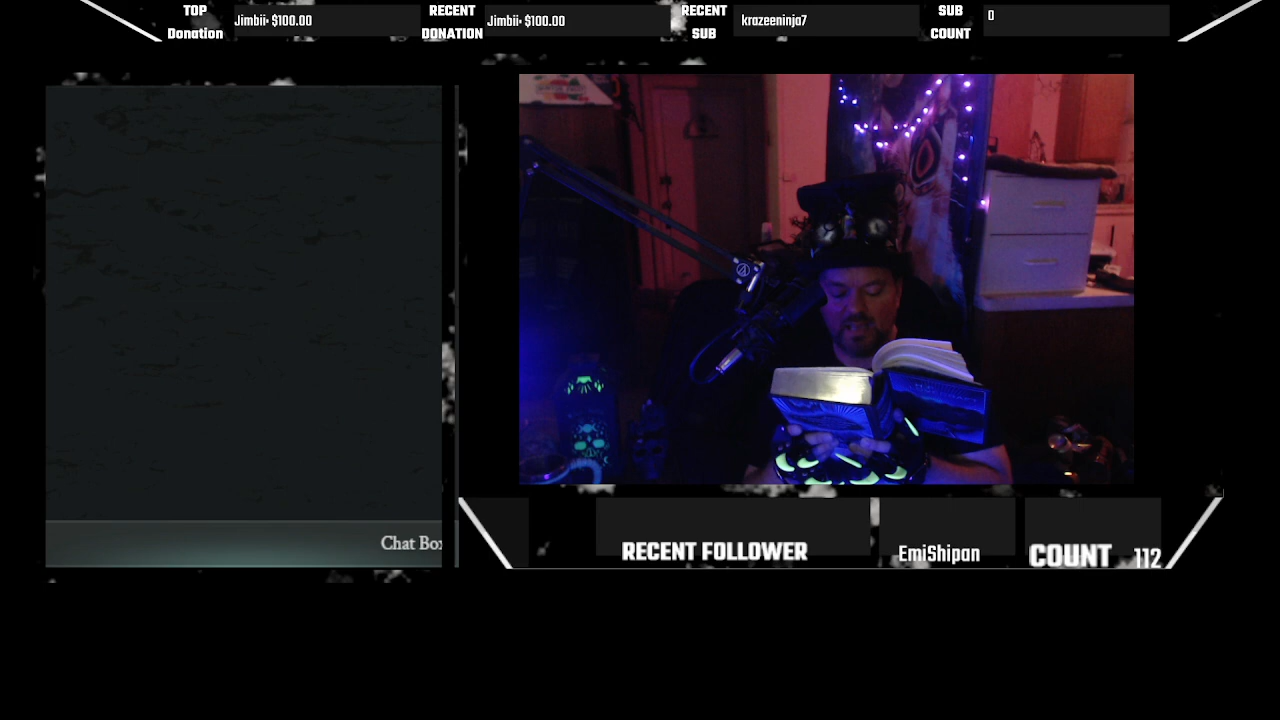 TOP
Donation
Jimbii• $100.00
RECENT
DONATION
Jimbii• $100.00
RECENT
SUB
krazeeninja7
SUB
COUNT
0
Chat Box
RECENT FOLLOWER
EmiShipan
COUNT
112